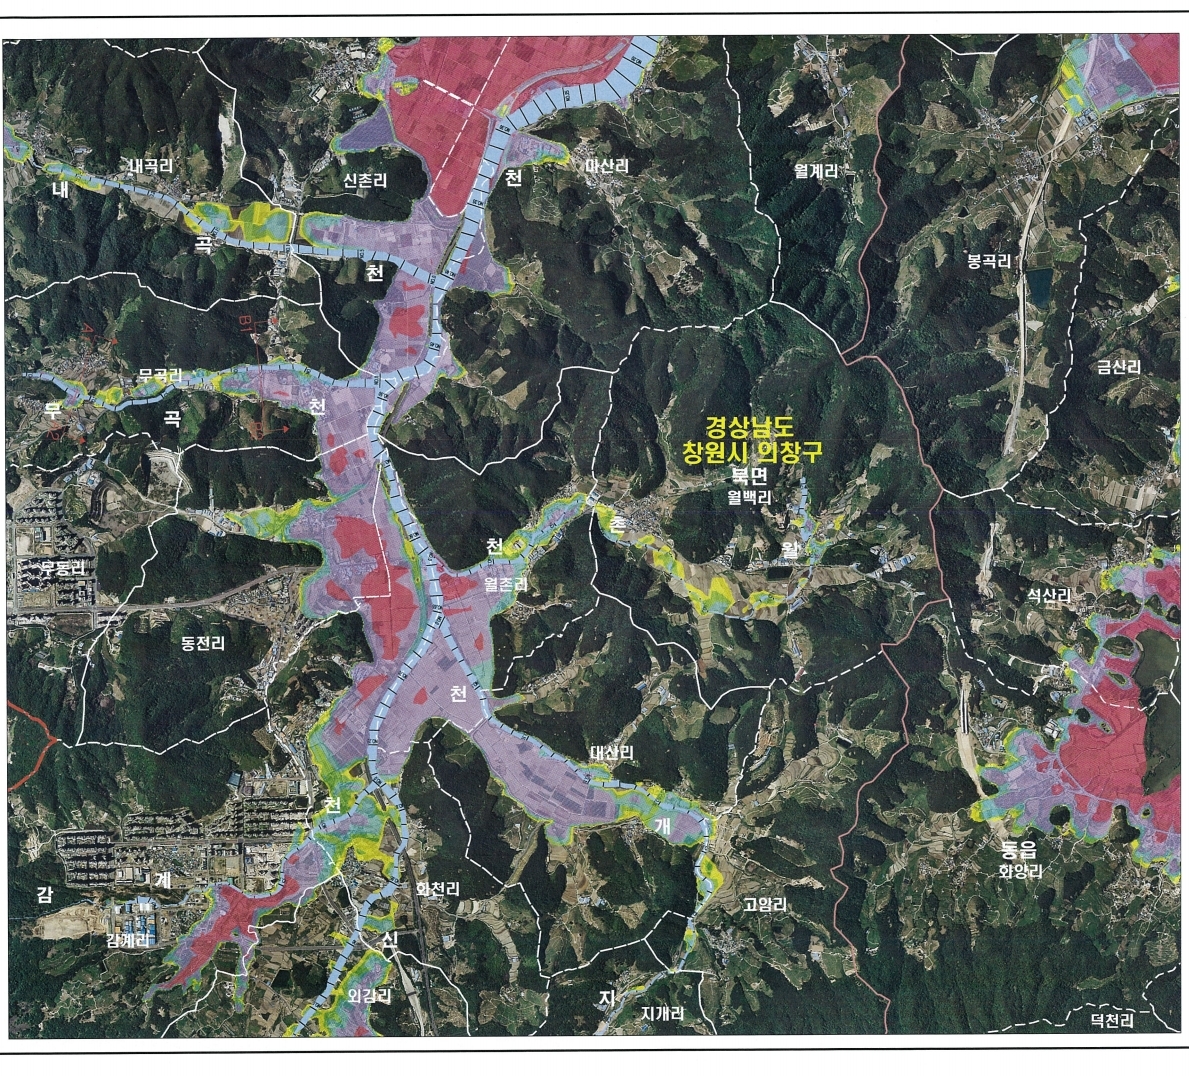 내곡리
내
곡
천
신촌리
천
마산리
월계리
봉곡리
금산리
무곡리
무
곡
천
경상남도
창원시 의창구
북면
월백리
천
촌
월
월촌리
무동리
동전리
석산리
천
대산리
개
천
동읍
화양리
감
계
감계리
화천리
고암리
신
외감리
지
지개리
덕천리